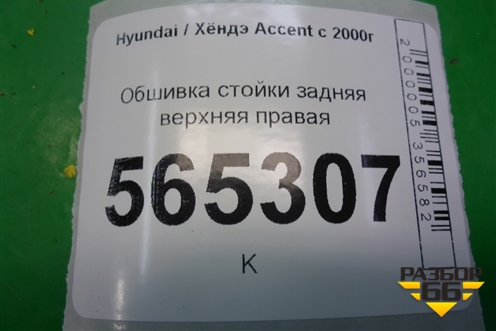 Hyundai / Хёндэ Accent с 2000г
Обшивка стойки задняя
верхняя правая
565307
К
2000005356582
РАЗБОР
66